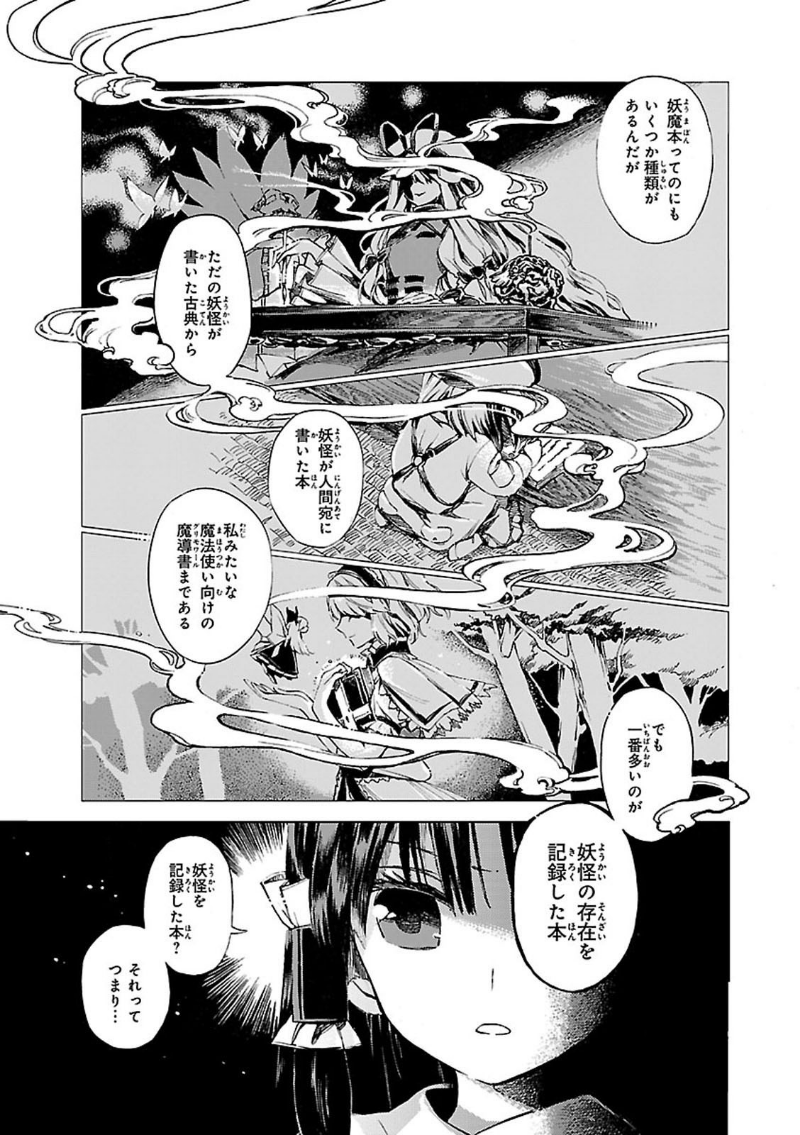 妖魔本ってのにも
いくつか種類が
あるんだが
ただの妖怪が
書いた古典から
妖怪が人間宛に
書いた本
私みたいな
魔法使い向けの
魔導書まである
でも
一番多いのが
妖怪の存在を
記録した本
妖怪を
記録した本?
それって
つまり…